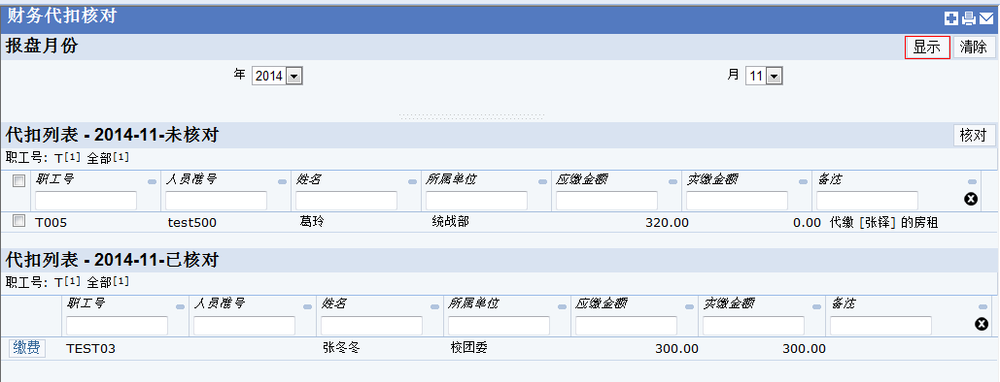 财务代扣核对
报盘月份 显示 清除
年 2014 月 11
代扣列表 - 2014-11-未核对 核对
职工号: T[1] 全部[1]
职工号 人员准号 姓名 所属单位 应缴金额 实缴金额 备注
T005 test500 葛玲 统战部 320.00 0.00 代缴 [张铎] 的房租
代扣列表 - 2014-11-已核对
职工号: T[1] 全部[1]
职工号 人员准号 姓名 所属单位 应缴金额 实缴金额 备注
缴费 TEST03 张冬冬 校团委 300.00 300.00